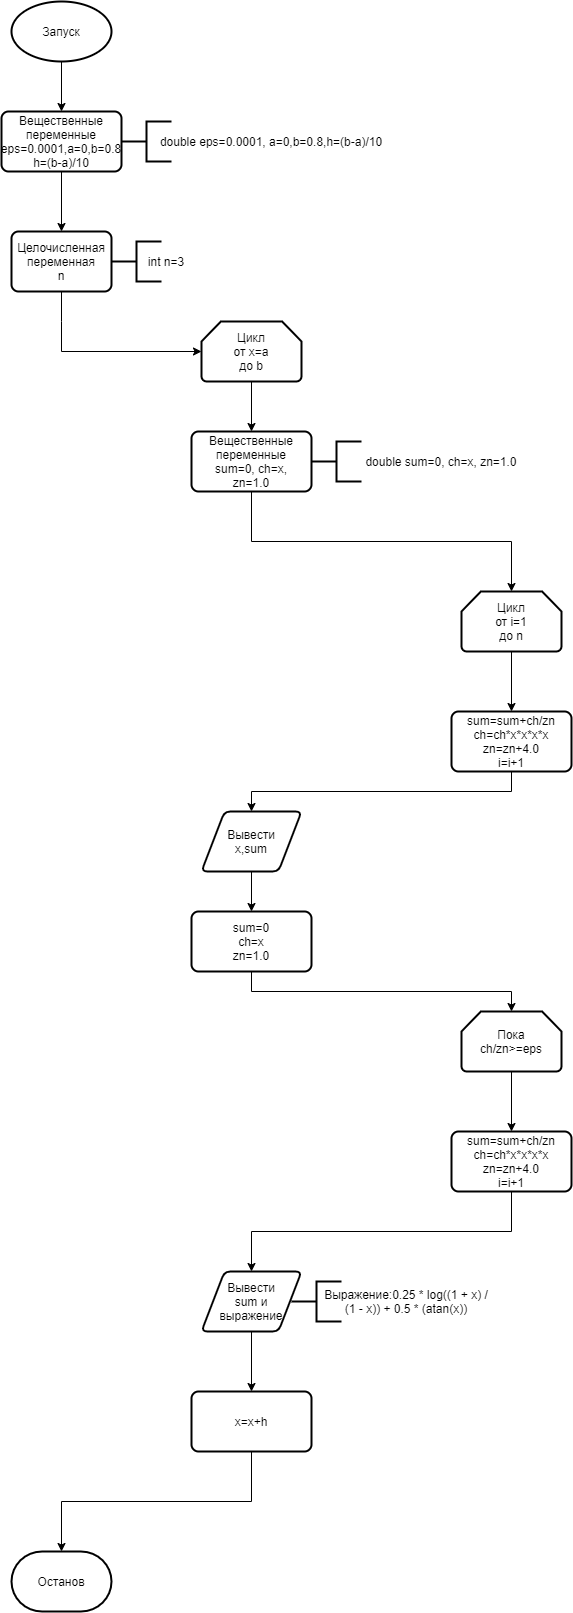 Запуск
Вещественные
переменные
eps=0.0001,a=0,b=0.8
h=(b-a)/10
double eps=0.0001, a=0,b=0.8,h=(b-a)/10
Целочисленная
переменная
n
int n=3
Цикл
от x=a
до b
Вещественные
переменные
sum=0, ch=x,
zn=1.0
double sum=0, ch=x, zn=1.0
Цикл
от i=1
до n
sum=sum+ch/zn
ch=ch*x*x*x*x
zn=zn+4.0
i=i+1
Вывести
x,sum
sum=0
ch=x
zn=1.0
Пока
ch/zn>=eps
sum=sum+ch/zn
ch=ch*x*x*x*x
zn=zn+4.0
i=i+1
Вывести
sum и
выражение
Выражение:0.25 * log((1 + x) /
(1 - x)) + 0.5 * (atan(x))
x=x+h
Останов